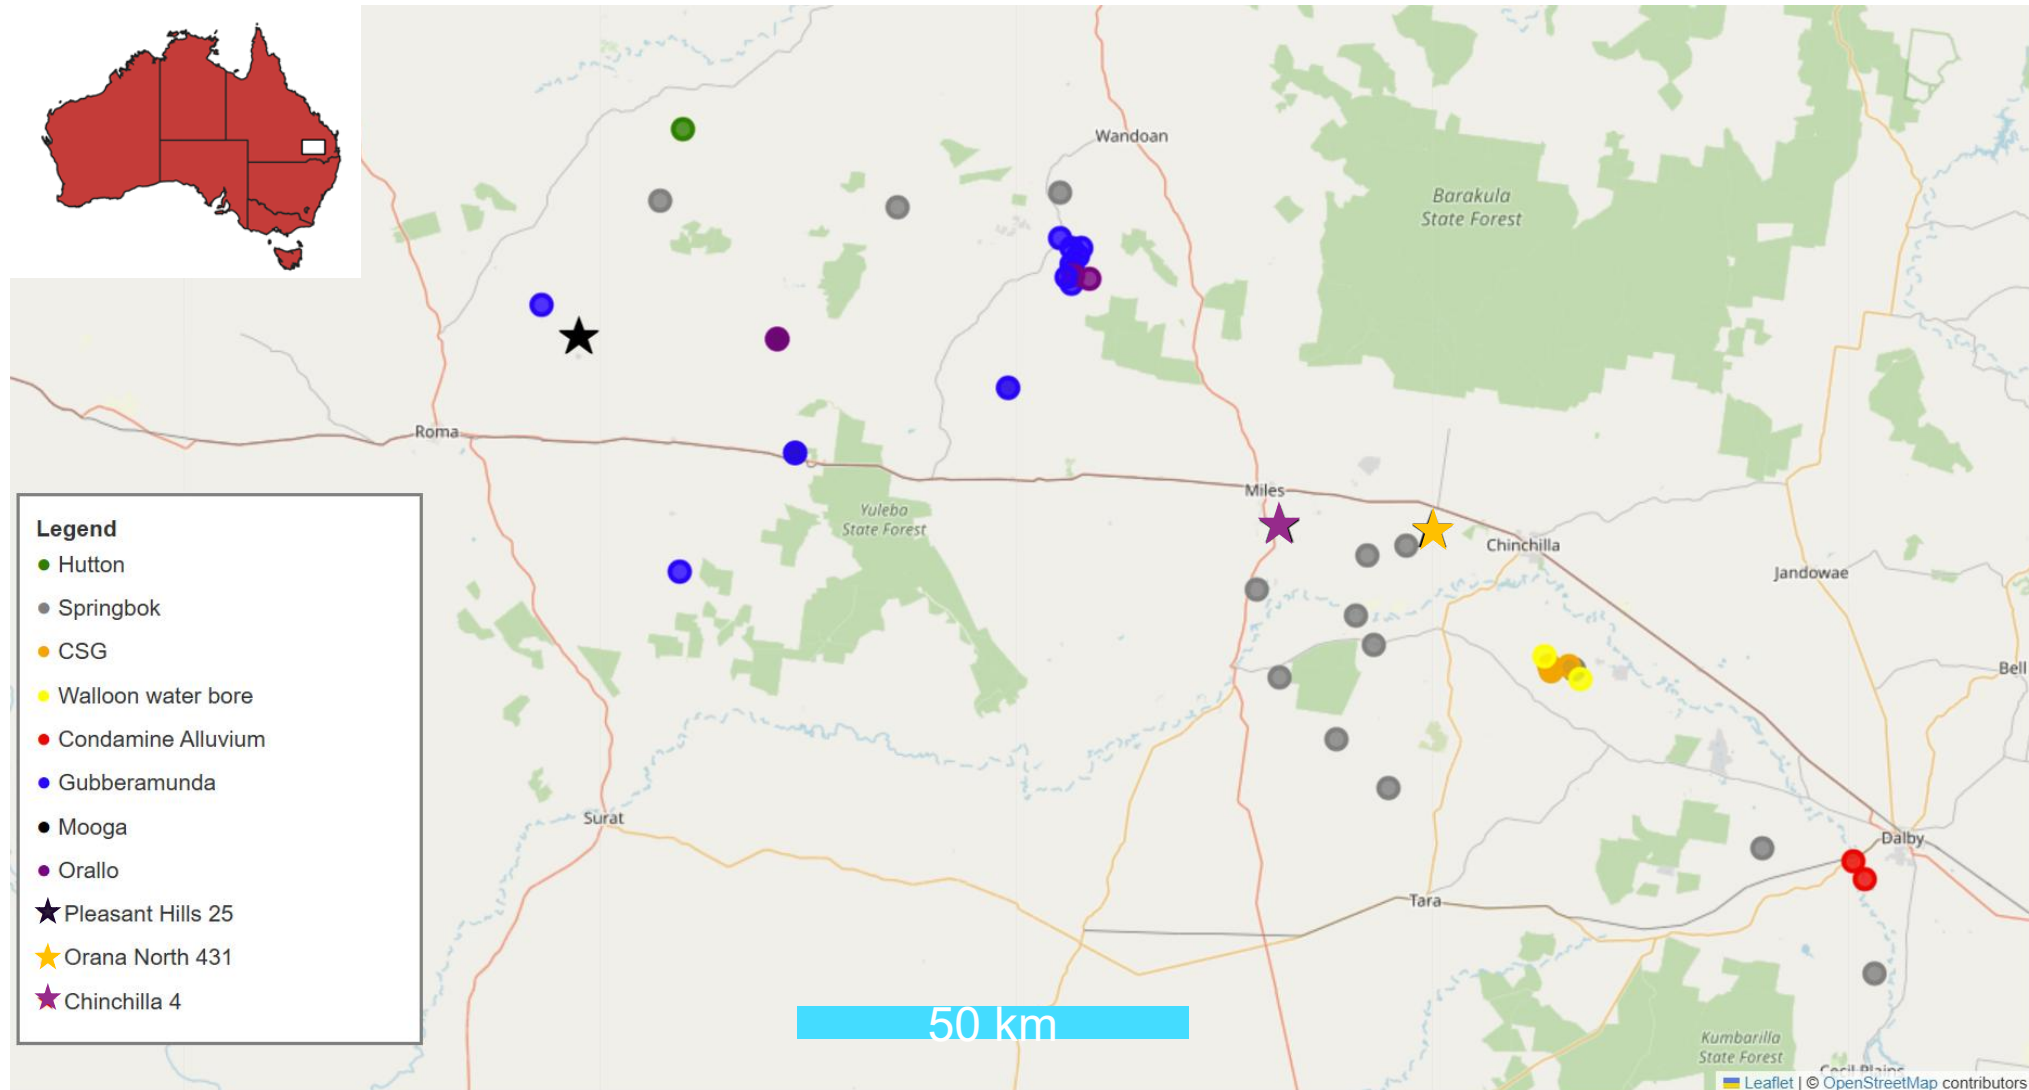 Wandoan
Barakula
State Forest
Roma
Miles
Yuleba
State Forest
Chinchilla
Jandowae
Bell
Legend
Hutton
Springbok
CSG
Walloon water bore
Condamine Alluvium
Gubberamunda
Mooga
Orallo
Pleasant Hills 25
Orana North 431
Chinchilla 4
Surat
Dalby
Tara
50 km
Kumbarilla
State Forest
Cecil Plains
Leaflet | © OpenStreetMap contributors